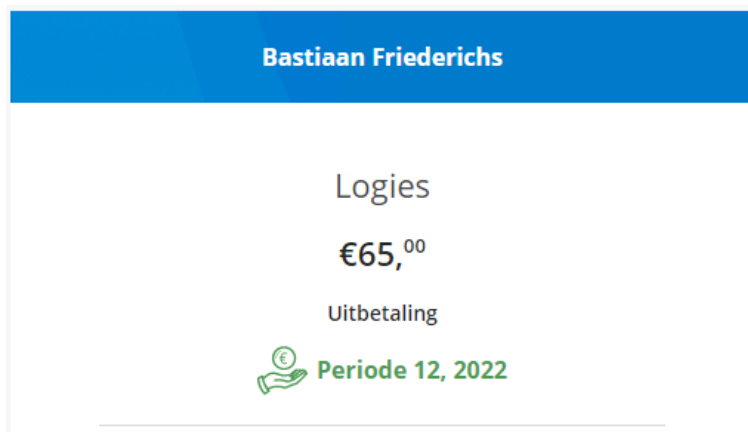 Bastiaan Friederichs
Logies
€65,00
Uitbetaling
€ Periode 12, 2022